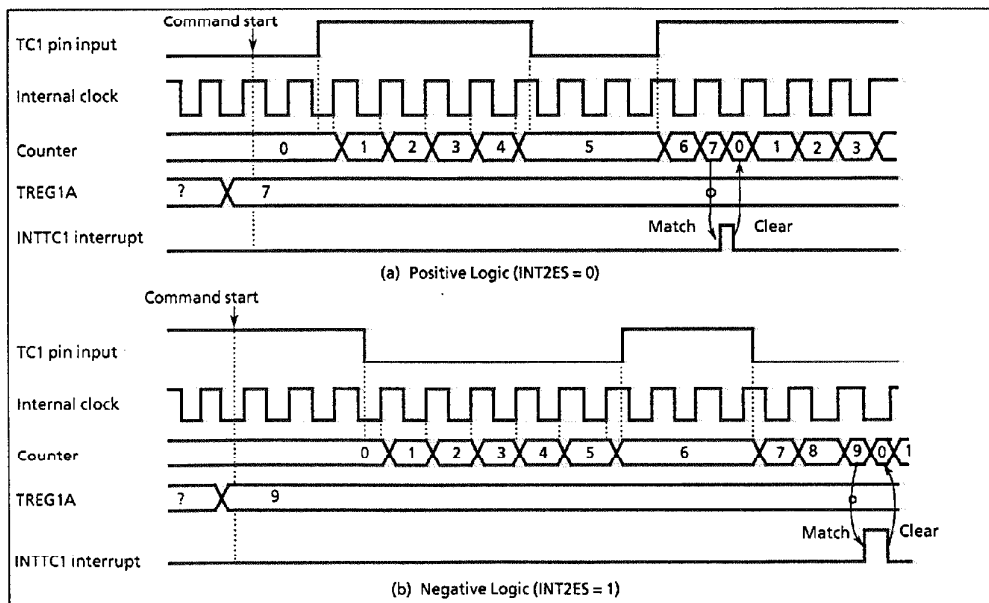 Command start
TC1 pin input
Internal clock
Counter 0 1 2 3 4 5 6 7 0 1 2 3
TREG1A ? 7
Match Clear
INTTC1 interrupt
(a) Positive Logic (INT2ES = 0)
Command start
TC1 pin input
Internal clock
Counter 0 1 2 3 4 5 6 7 8 9 0 1
TREG1A ? 9
Match Clear
INTTC1 interrupt
(b) Negative Logic (INT2ES = 1)